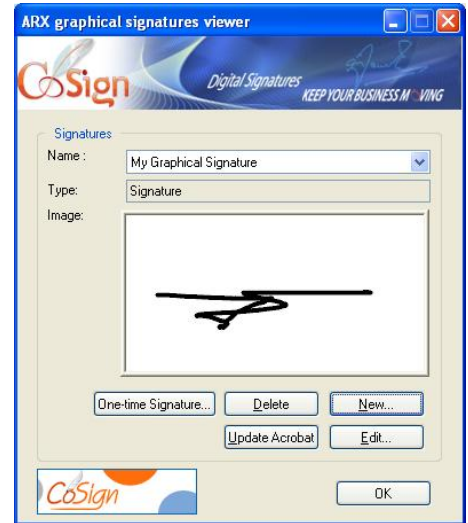 ARX graphical signatures viewer
CoSign
Digital Signatures
KEEP YOUR BUSINESS M VING
Signatures
Name :
My Graphical Signature
Type:
Signature
Image:
One-time Signature...
Delete
New...
Update Acrobat
Edit...
CoSign
OK